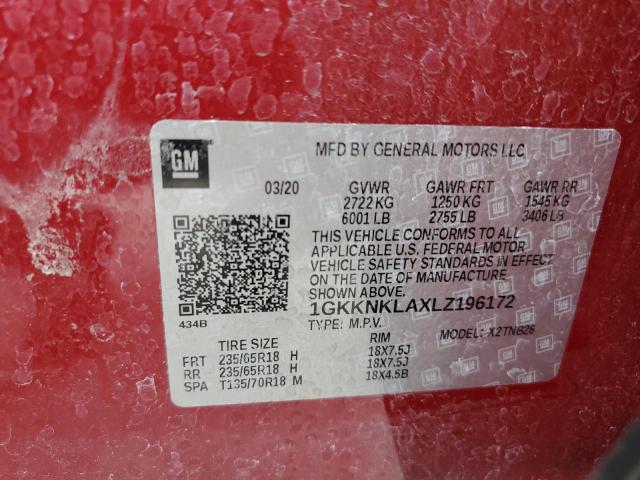 GM
MFD BY GENERAL MOTORS LLC
03/20 GVWR GAWR FRT GAWR RR
2722 KG 1250 KG 1545 KG
6001 LB 2755 LB 3406 LB
THIS VEHICLE CONFORMS TO ALL
APPLICABLE U.S. FEDERAL MOTOR
VEHICLE SAFETY STANDARDS IN EFFECT
ON THE DATE OF MANUFACTURE
SHOWN ABOVE.
1GKKNKLAXLZ196172
434B
TYPE: M.P.V. MODEL: X2TNB26
TIRE SIZE RIM
FRT 235/65R18 H 18X7.5J
RR 235/65R18 H 18X7.5J
SPA T135/70R18 M 18X4.5B